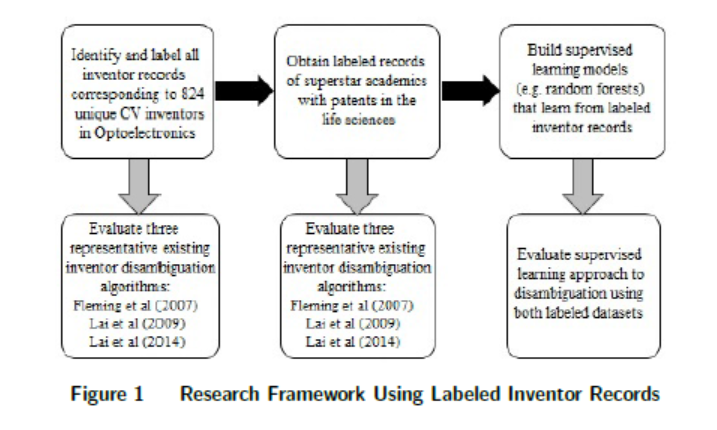 Identify and label all
inventor records
corresponding to 824
unique CV inventors
in Optoelectronics
Obtain labeled records
of superstar academics
with patents in the
life sciences
Build supervised
learning models
(e.g. random forests)
that learn from labeled
inventor records
Evaluate three
representative existing
inventor disambiguation
algorithms:
Fleming et al (2007)
Lai et al (2009)
Lai et al (2014)
Evaluate three
representative existing
inventor disambiguation
algorithms:
Fleming et al (2007)
Lai et al (2009)
Lai et al (2014)
Evaluate supervised
learning approach to
disambiguation using
both labeled datasets
Figure 1 Research Framework Using Labeled Inventor Records